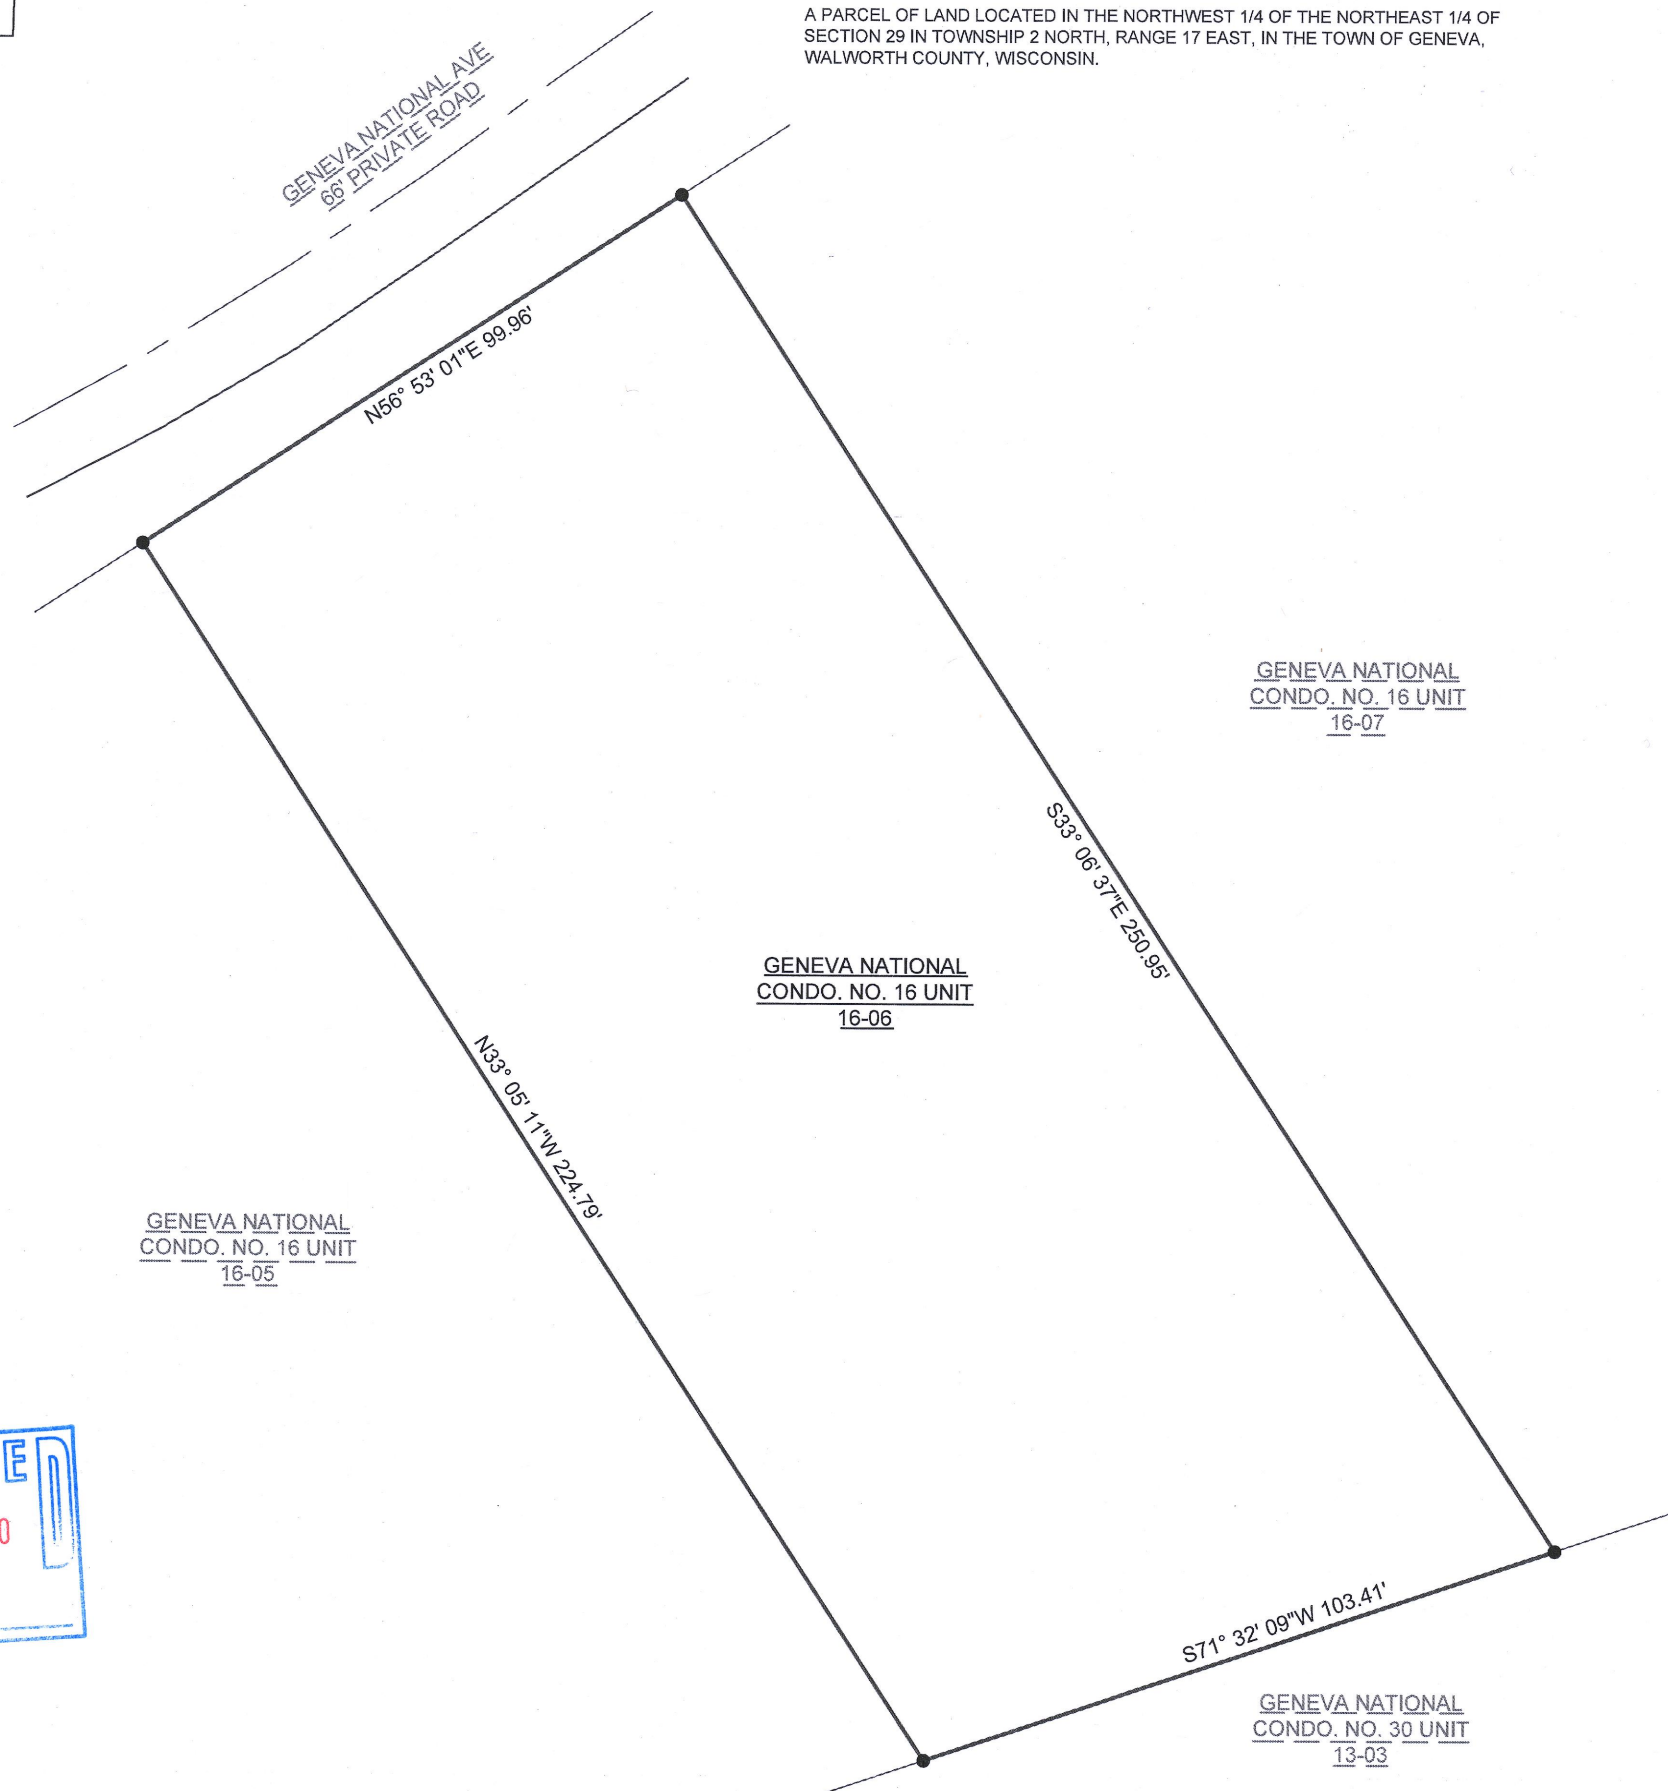 A PARCEL OF LAND LOCATED IN THE NORTHWEST 1/4 OF THE NORTHEAST 1/4 OF
SECTION 29 IN TOWNSHIP 2 NORTH, RANGE 17 EAST, IN THE TOWN OF GENEVA,
WALWORTH COUNTY, WISCONSIN.
GENEVA NATIONAL AVE
66' PRIVATE ROAD
N56° 53' 01"E 99.96'
GENEVA NATIONAL
CONDO. NO. 16 UNIT
16-07
S33° 06' 37"E 250.95'
GENEVA NATIONAL
CONDO. NO. 16 UNIT
16-06
N33° 05' 11"W 224.79'
GENEVA NATIONAL
CONDO. NO. 16 UNIT
16-05
ED
0
S71° 32' 09"W 103.41'
GENEVA NATIONAL
CONDO. NO. 30 UNIT
13-03